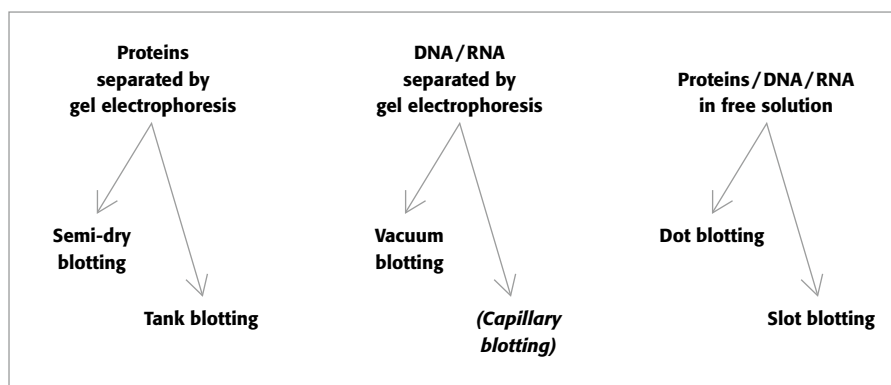 Proteins
separated by
gel electrophoresis
DNA/RNA
separated by
gel electrophoresis
Proteins/DNA/RNA
in free solution
Semi-dry
blotting
Vacuum
blotting
Dot blotting
Tank blotting
(Capillary
blotting)
Slot blotting